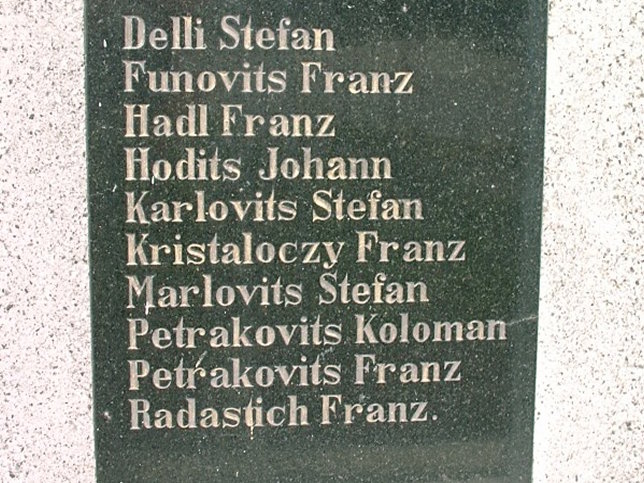 Delli Stefan
Funovits Franz
Hadl Franz
Hodits Johann
Karlovits Stefan
Kristaloczy Franz
Marlovits Stefan
Petrakovits Koloman
Petrakovits Franz
Radastich Franz.